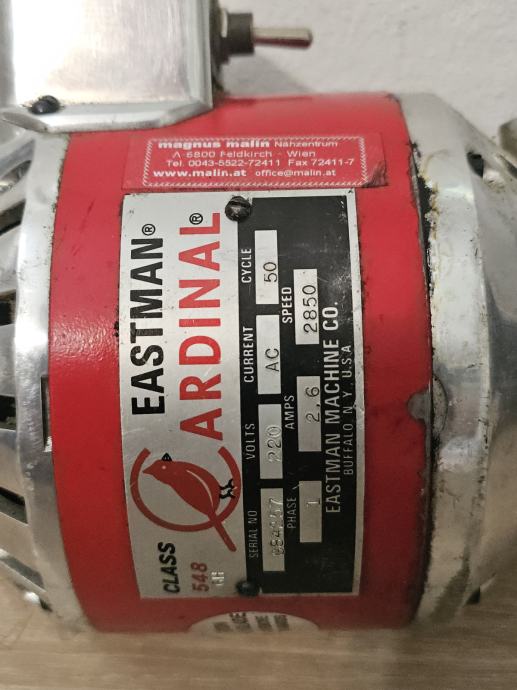 magnus malin Nähzentrum
A-6800 Feldkirch - Wien
Tel. 0043-5522-72411 Fax 72411-7
www.malin.at office@malin.at
EASTMAN®
CARDINAL®
CLASS
548
SERIAL NO
VOLTS 220
CURRENT AC
CYCLE 50
PHASE 1
AMPS 2.6
SPEED 2850
EASTMAN MACHINE CO.
BUFFALO, N.Y., U.S.A